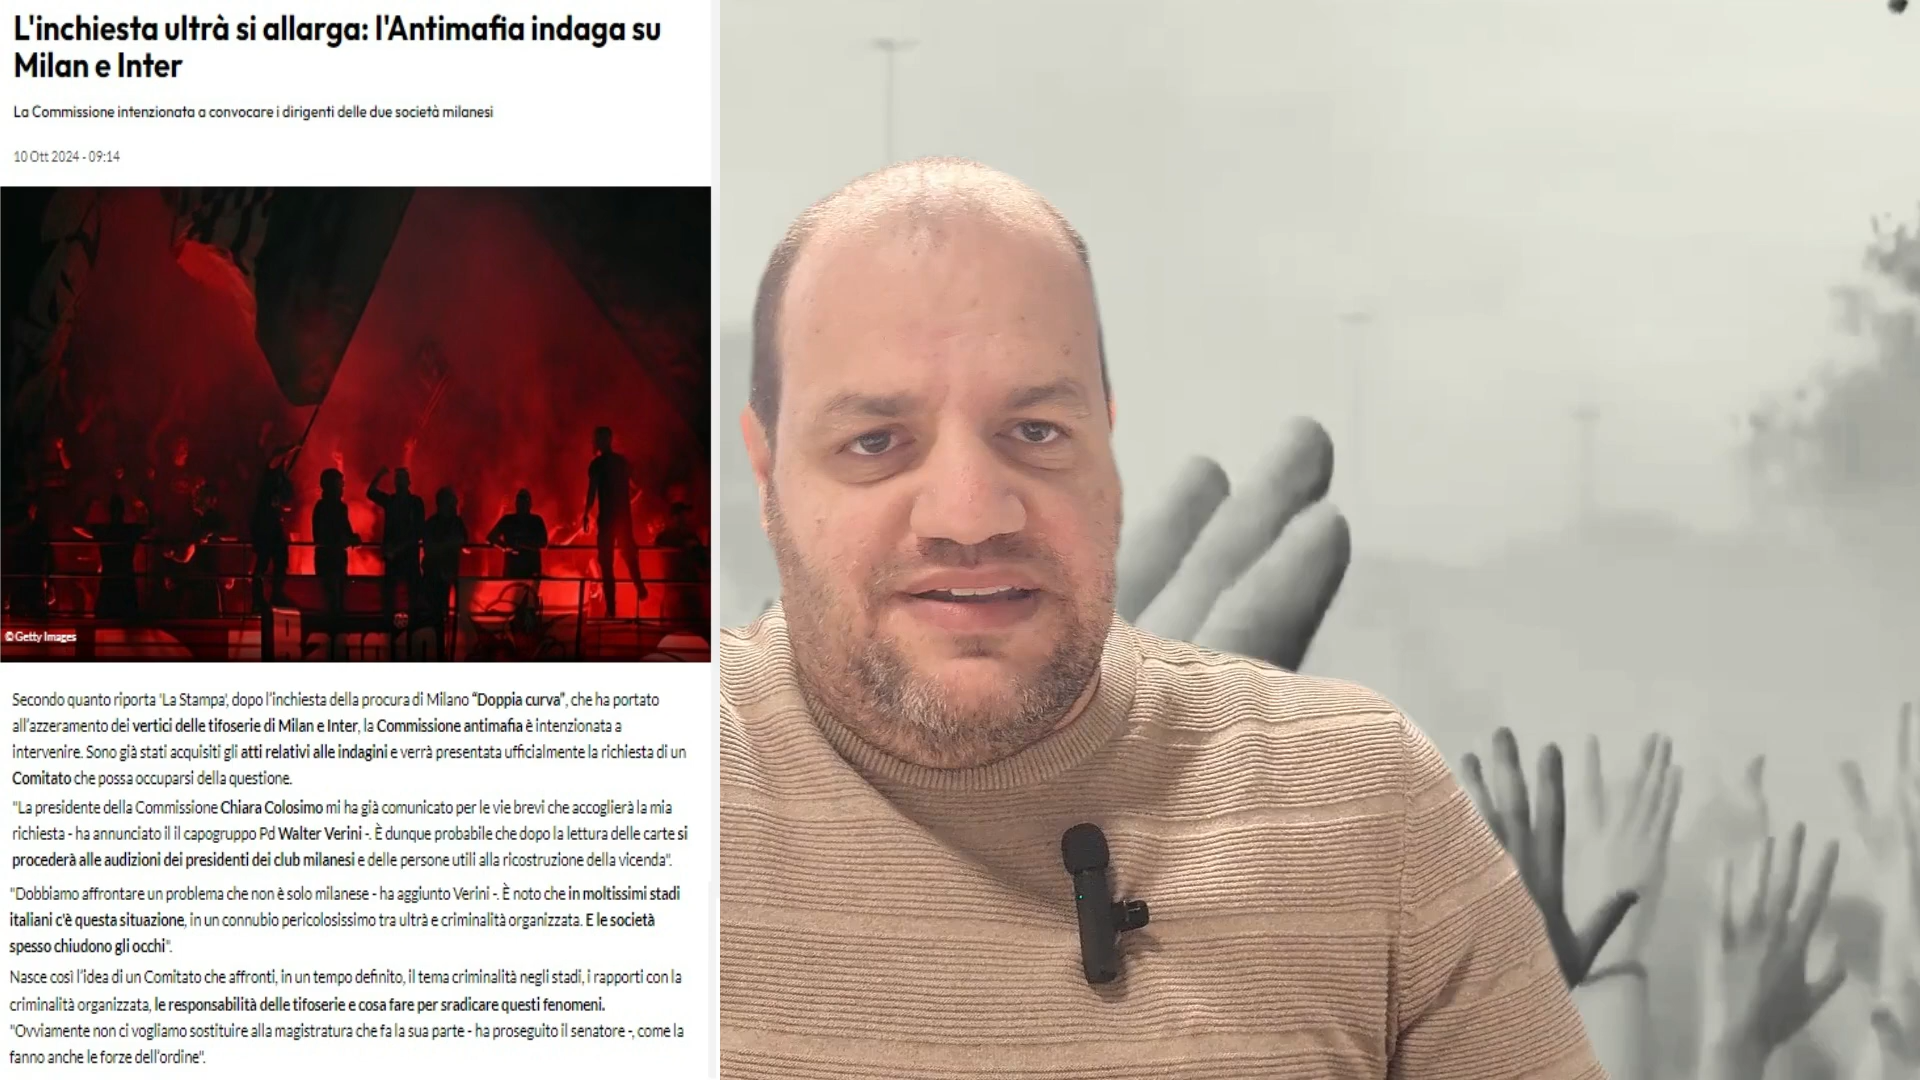 L'inchiesta ultrà si allarga: l'Antimafia indaga su
Milan e Inter
La Commissione intenzionata a convocare i dirigenti delle due società milanesi
10 Ott 2024 - 09:14
© Getty Images
Secondo quanto riporta 'La Stampa', dopo l'inchiesta della procura di Milano “Doppia curva”, che ha portato
all'azzeramento dei vertici delle tifoserie di Milan e Inter, la Commissione antimafia è intenzionata a
intervenire. Sono già stati acquisiti gli atti relativi alle indagini e verrà presentata ufficialmente la richiesta di un
Comitato che possa occuparsi della questione.
"La presidente della Commissione Chiara Colosimo mi ha già comunicato per le vie brevi che accoglierà la mia
richiesta - ha annunciato il il capogruppo Pd Walter Verini -. È dunque probabile che dopo la lettura delle carte si
procederà alle audizioni dei presidenti dei club milanesi e delle persone utili alla ricostruzione della vicenda".
"Dobbiamo affrontare un problema che non è solo milanese - ha aggiunto Verini -. È noto che in moltissimi stadi
italiani c'è questa situazione, in un connubio pericolosissimo tra ultrà e criminalità organizzata. E le società
spesso chiudono gli occhi".
Nasce così l'idea di un Comitato che affronti, in un tempo definito, il tema criminalità negli stadi, i rapporti con la
criminalità organizzata, le responsabilità delle tifoserie e cosa fare per sradicare questi fenomeni.
"Ovviamente non ci vogliamo sostituire alla magistratura che fa la sua parte - ha proseguito il senatore -, come la
fanno anche le forze dell'ordine".